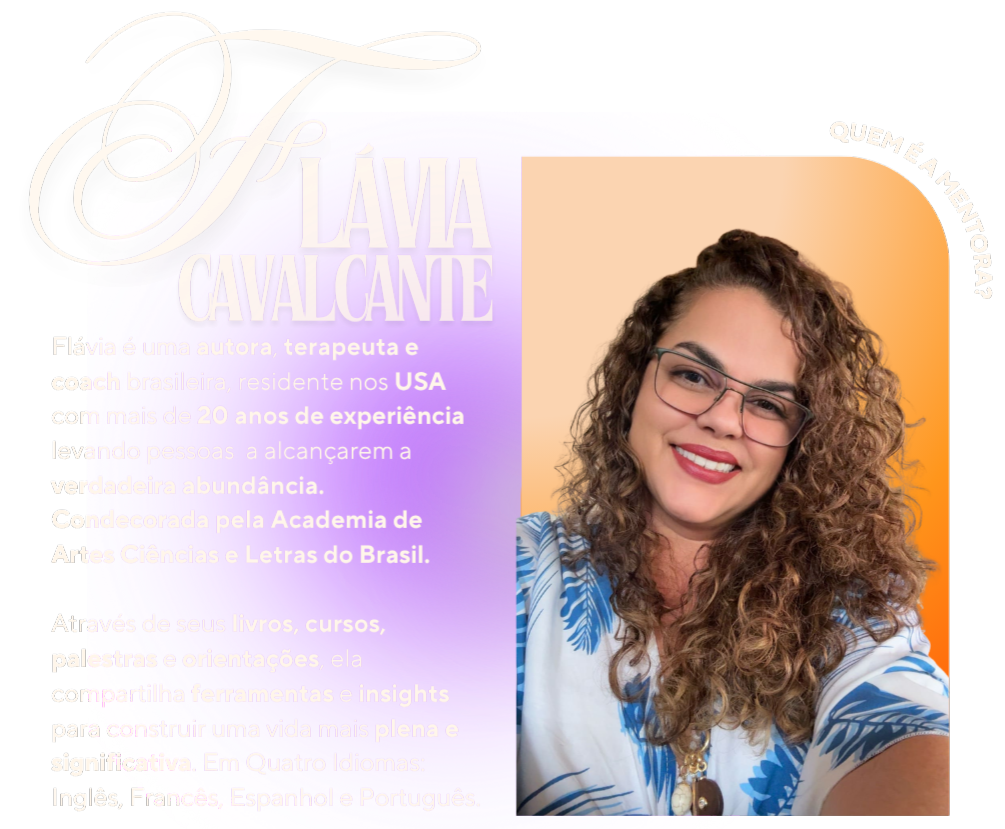 FLÁVIA
CAVALCANTE
QUEM É A MENTORA?
Flávia é uma autora, terapeuta e
coach brasileira, residente nos USA
com mais de 20 anos de experiência
levando pessoas a alcançarem a
verdadeira abundância.
Condecorada pela Academia de
Artes Ciências e Letras do Brasil.
Através de seus livros, cursos,
palestras e orientações, ela
compartilha ferramentas e insights
para construir uma vida mais plena e
significativa. Em Quatro Idiomas:
Inglês, Francês, Espanhol e Português.